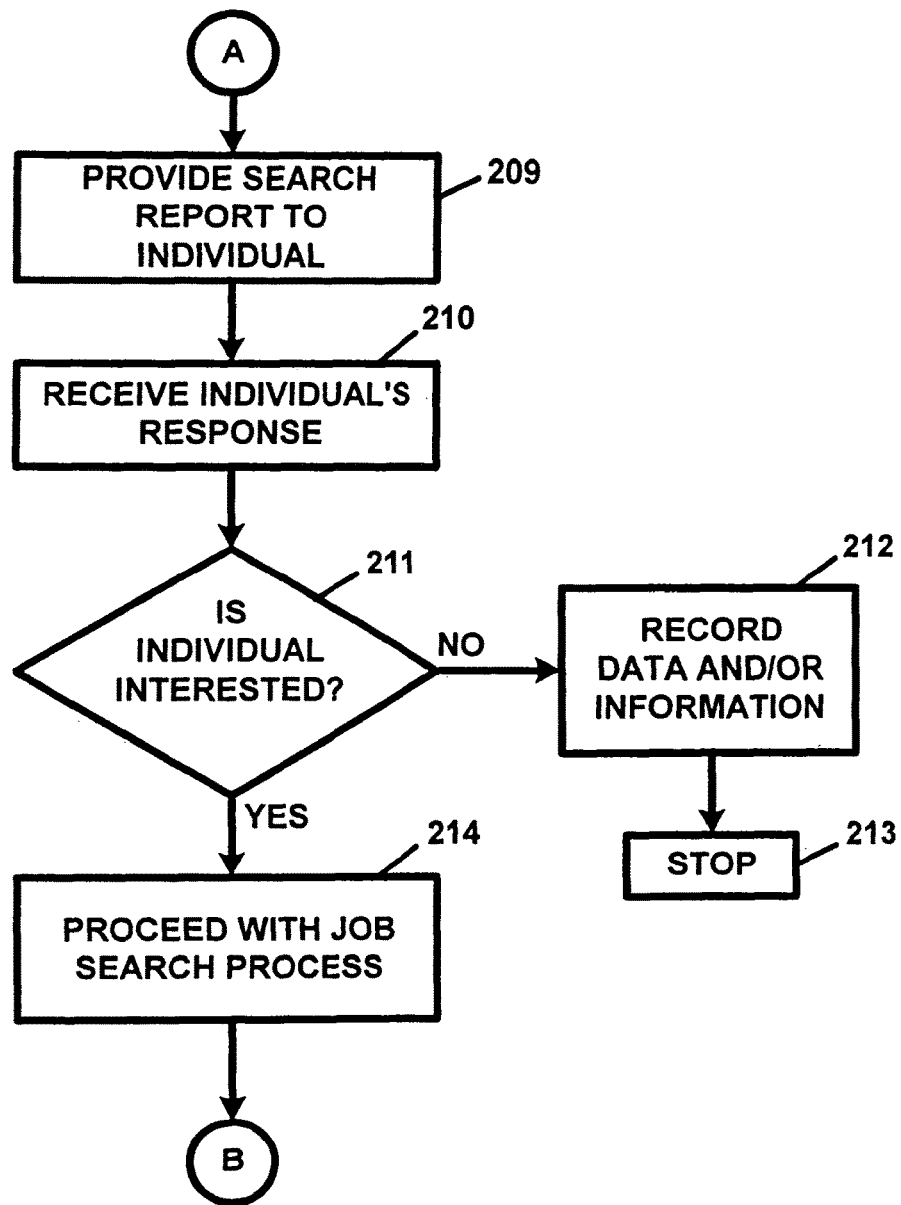 A
PROVIDE SEARCH
REPORT TO
INDIVIDUAL
209
210
RECEIVE INDIVIDUAL'S
RESPONSE
211
IS
INDIVIDUAL
INTERESTED?
NO
212
RECORD
DATA AND/OR
INFORMATION
YES
213
STOP
214
PROCEED WITH JOB
SEARCH PROCESS
B